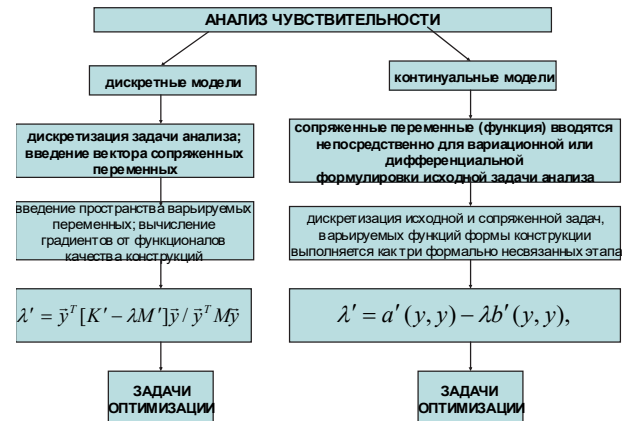 АНАЛИЗ ЧУВСТВИТЕЛЬНОСТИ
дискретные модели
дискретизация задачи анализа;
введение вектора сопряженных
переменных
введение пространства варьируемых
переменных; вычисление
градиентов от функционалов
качества конструкций
λ′ = y⃗ᵀ[K′ − λM′]y⃗ / y⃗ᵀMy⃗
ЗАДАЧИ
ОПТИМИЗАЦИИ
континуальные модели
сопряженные переменные (функция) вводятся
непосредственно для вариационной или
дифференциальной
формулировки исходной задачи анализа
дискретизация исходной и сопряженной задач,
варьируемых функций формы конструкции
выполняется как три формально несвязанных этапа
λ′ = a′(y, y) − λb′(y, y),
ЗАДАЧИ
ОПТИМИЗАЦИИ